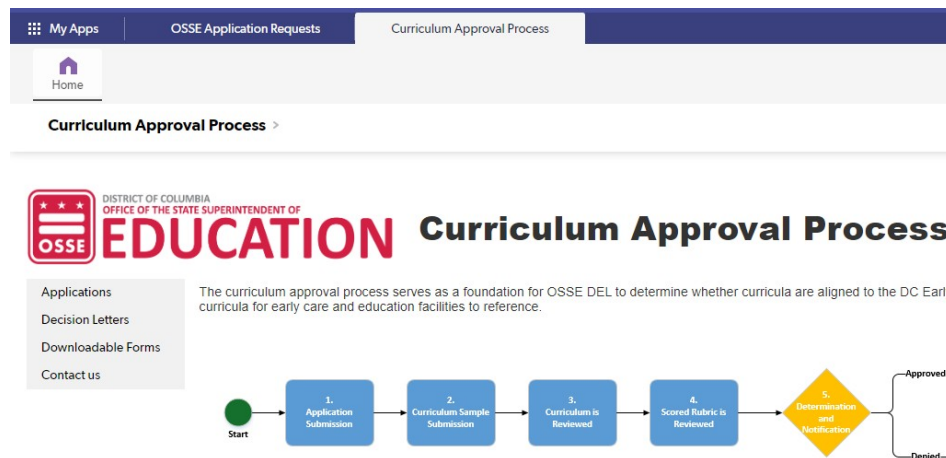 My Apps
OSSE Application Requests
Curriculum Approval Process
Home
Curriculum Approval Process >
DISTRICT OF COLUMBIA
OFFICE OF THE STATE SUPERINTENDENT OF
EDUCATION
OSSE
Curriculum Approval Process
Applications
Decision Letters
Downloadable Forms
Contact us
The curriculum approval process serves as a foundation for OSSE DEL to determine whether curricula are aligned to the DC Earl
curricula for early care and education facilities to reference.
Start
1.
Application
Submission
2.
Curriculum Sample
Submission
3.
Curriculum is
Reviewed
4.
Scored Rubric is
Reviewed
5.
Determination
and
Notification
Approved
Denied